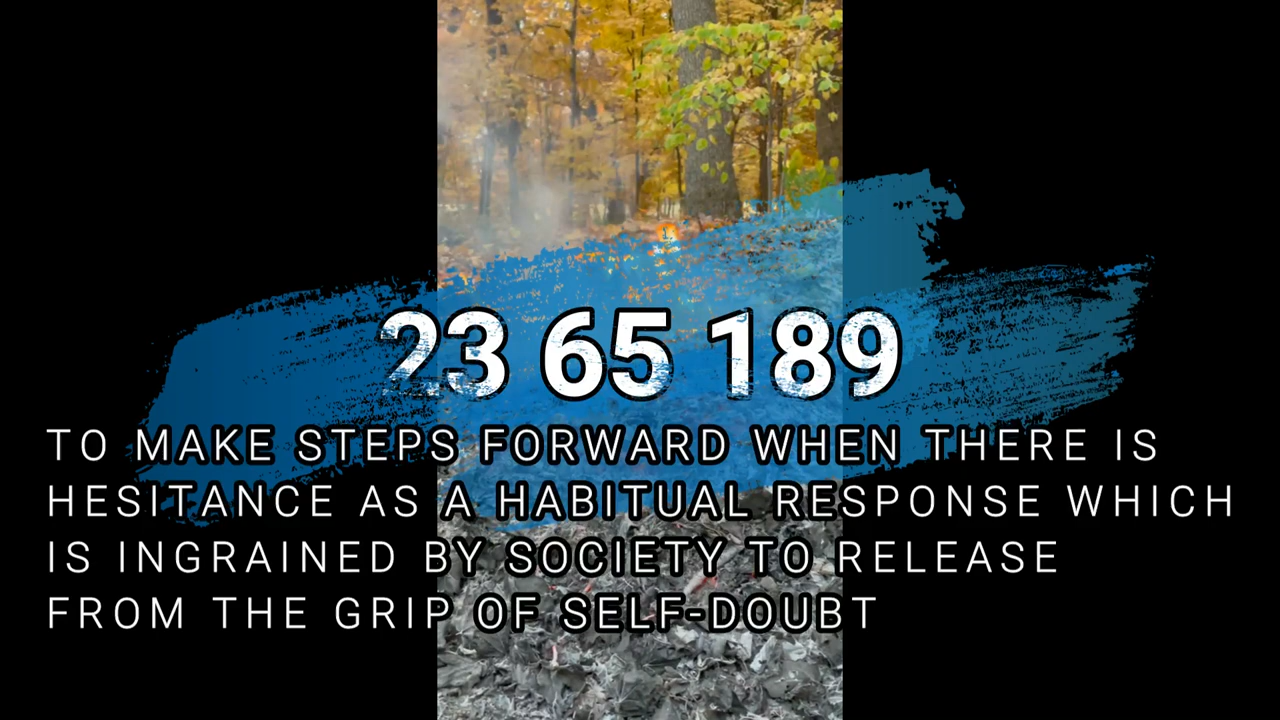 23 65 189
TO MAKE STEPS FORWARD WHEN THERE IS
HESITANCE AS A HABITUAL RESPONSE WHICH
IS INGRAINED BY SOCIETY TO RELEASE
FROM THE GRIP OF SELF-DOUBT